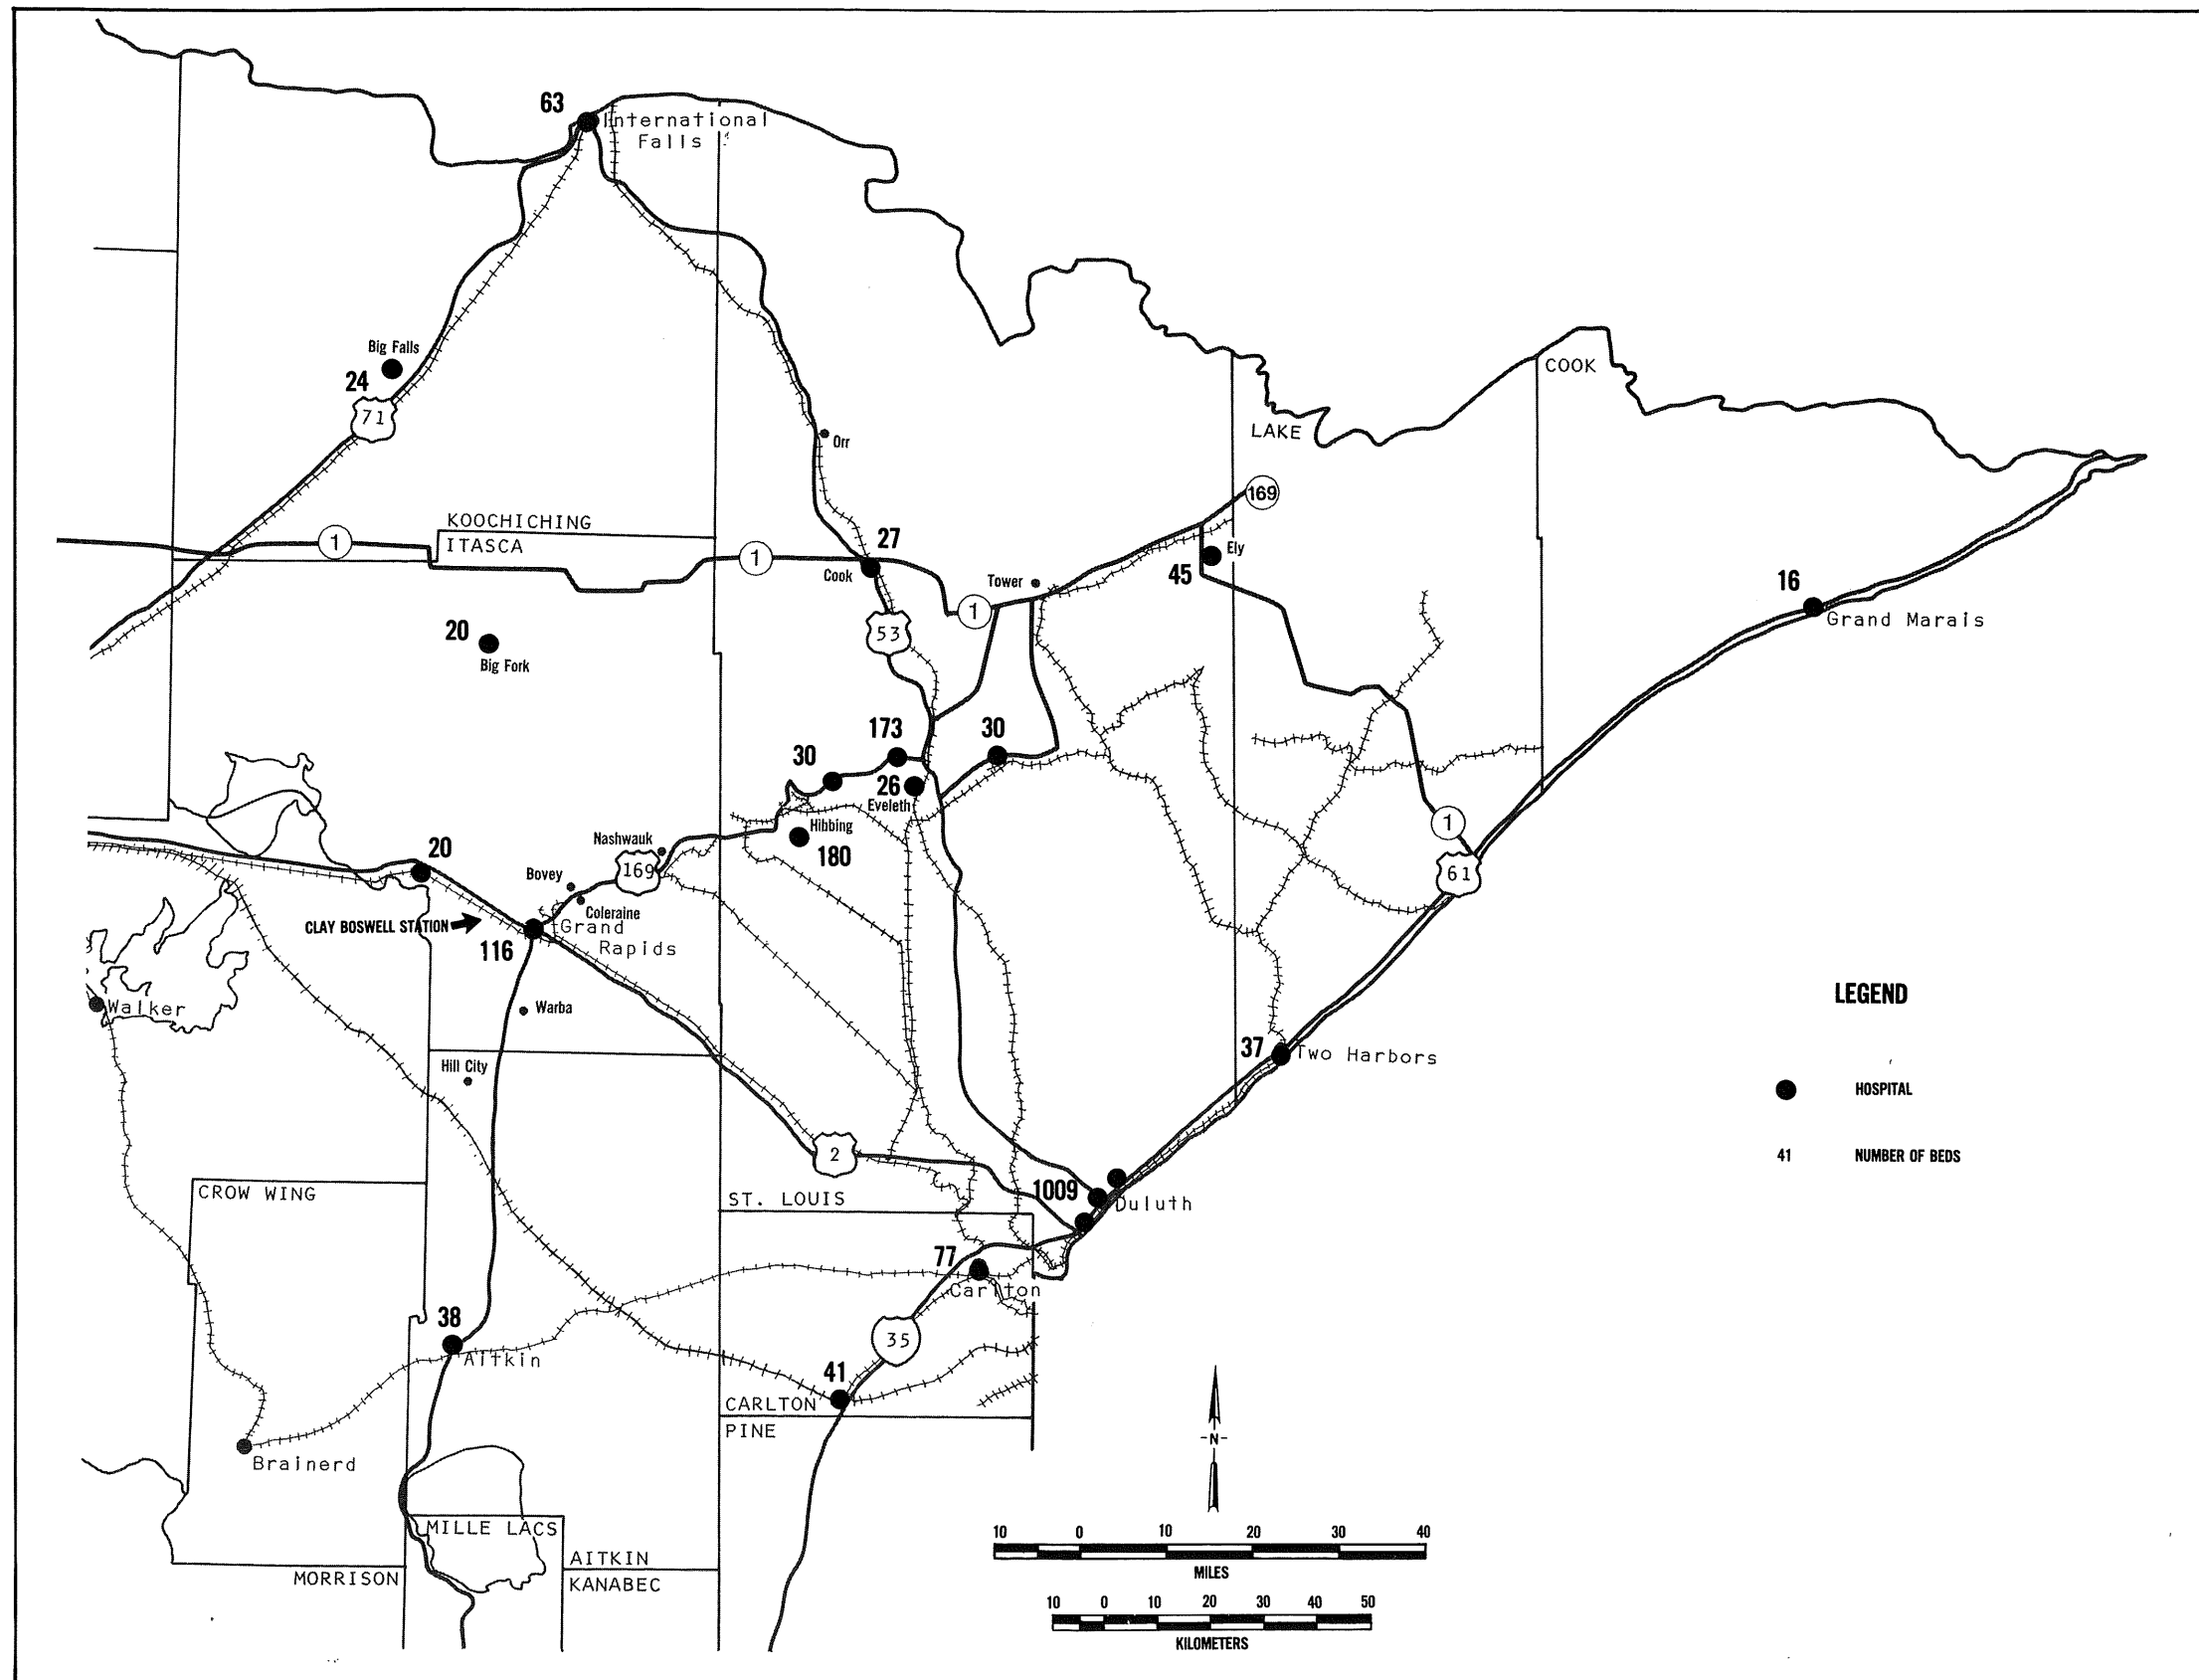 63
International
Falls
Big Falls
24
71
Orr
COOK
LAKE
169
KOOCHICHING
ITASCA
1
1
27
Cook
Ely
45
Tower
1
16
Grand Marais
53
20
Big Fork
173
30
30
26
Eveleth
Hibbing
180
1
61
20
Nashwauk
169
Bovey
Coleraine
CLAY BOSWELL STATION
Grand
Rapids
116
Walker
Warba
Hill City
37
Two Harbors
LEGEND
HOSPITAL
41 NUMBER OF BEDS
2
CROW WING
ST. LOUIS
1009
Duluth
77
Carlton
38
Aitkin
35
41
CARLTON
PINE
Brainerd
-N-
MILLE LACS
AITKIN
MORRISON
KANABEC
10 0 10 20 30 40
MILES
10 0 10 20 30 40 50
KILOMETERS